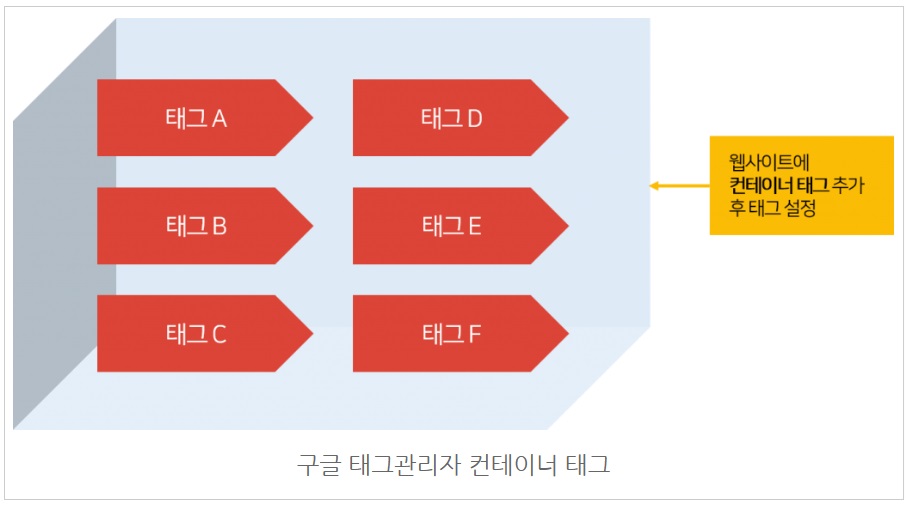 태그 A
태그 D
태그 B
태그 E
태그 C
태그 F
웹사이트에
컨테이너 태그 추가
후 태그 설정
구글 태그관리자 컨테이너 태그